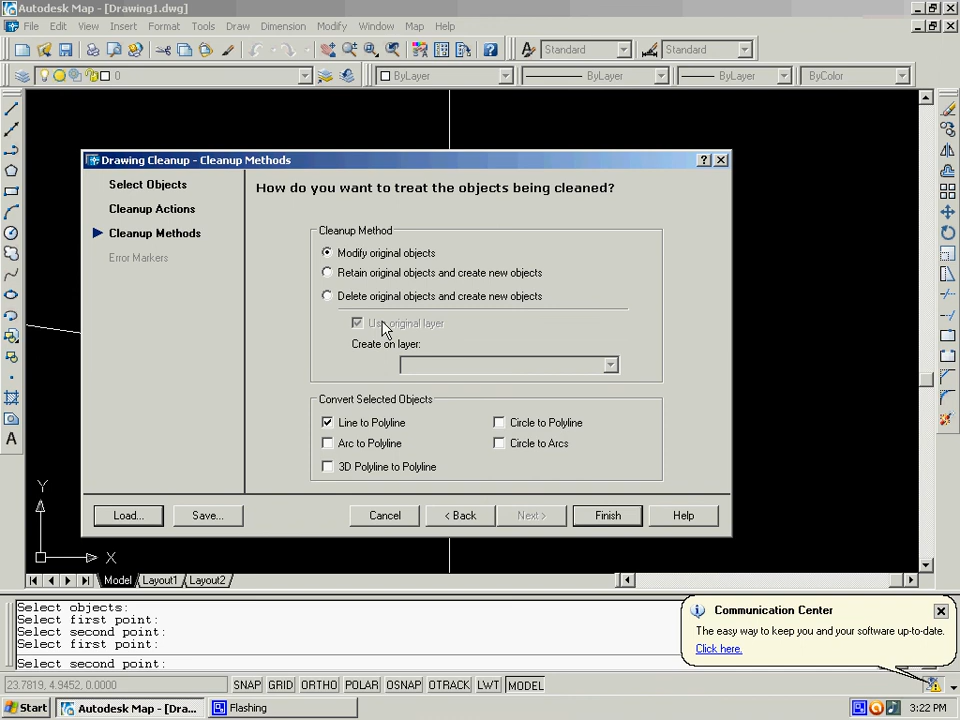 Autodesk Map - [Drawing1.dwg]
File Edit View Insert Format Tools Draw Dimension Modify Window Map Help
Standard Standard
0 ByLayer ByLayer ByLayer ByColor
Drawing Cleanup - Cleanup Methods
Select Objects
Cleanup Actions
Cleanup Methods
Error Markers
How do you want to treat the objects being cleaned?
Cleanup Method
Modify original objects
Retain original objects and create new objects
Delete original objects and create new objects
Use original layer
Create on layer:
Convert Selected Objects
Line to Polyline Circle to Polyline
Arc to Polyline Circle to Arcs
3D Polyline to Polyline
Load... Save... Cancel < Back Next > Finish Help
Y
X
A
Model Layout1 Layout2
Select objects:
Select first point:
Select second point:
Select first point:
Select second point:
Communication Center
The easy way to keep you and your software up-to-date.
Click here.
23.7819, 4.9452, 0.0000 SNAP GRID ORTHO POLAR OSNAP OTRACK LWT MODEL
Start Autodesk Map - [Dra... Flashing 3:22 PM